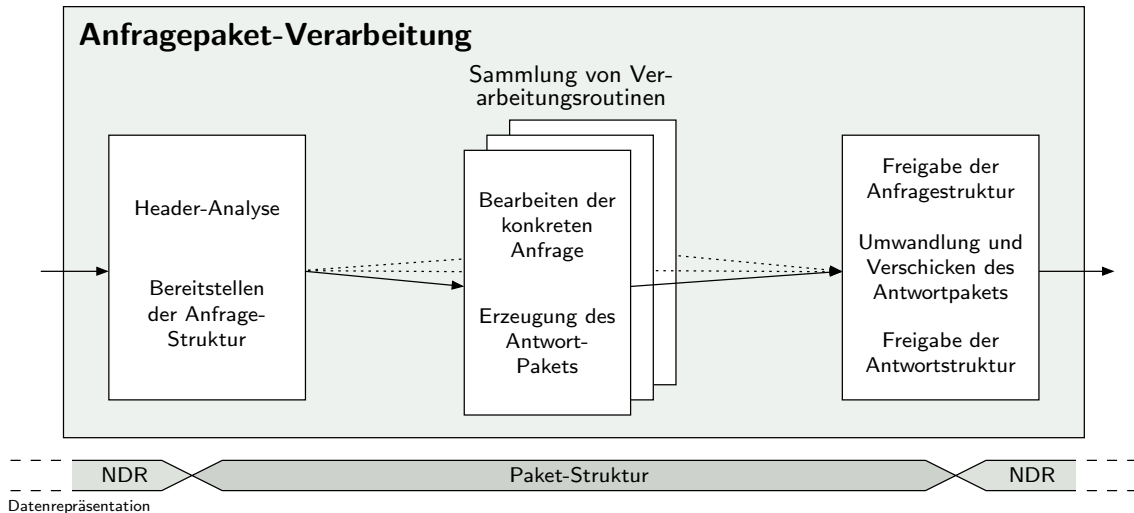 Anfragepaket-Verarbeitung
Sammlung von Ver-
arbeitungsroutinen
Header-Analyse
Bereitstellen
der Anfrage-
Struktur
Bearbeiten der
konkreten
Anfrage
Erzeugung des
Antwort-
Pakets
Freigabe der
Anfragestruktur
Umwandlung und
Verschicken des
Antwortpakets
Freigabe der
Antwortstruktur
NDR
Paket-Struktur
NDR
Datenrepräsentation